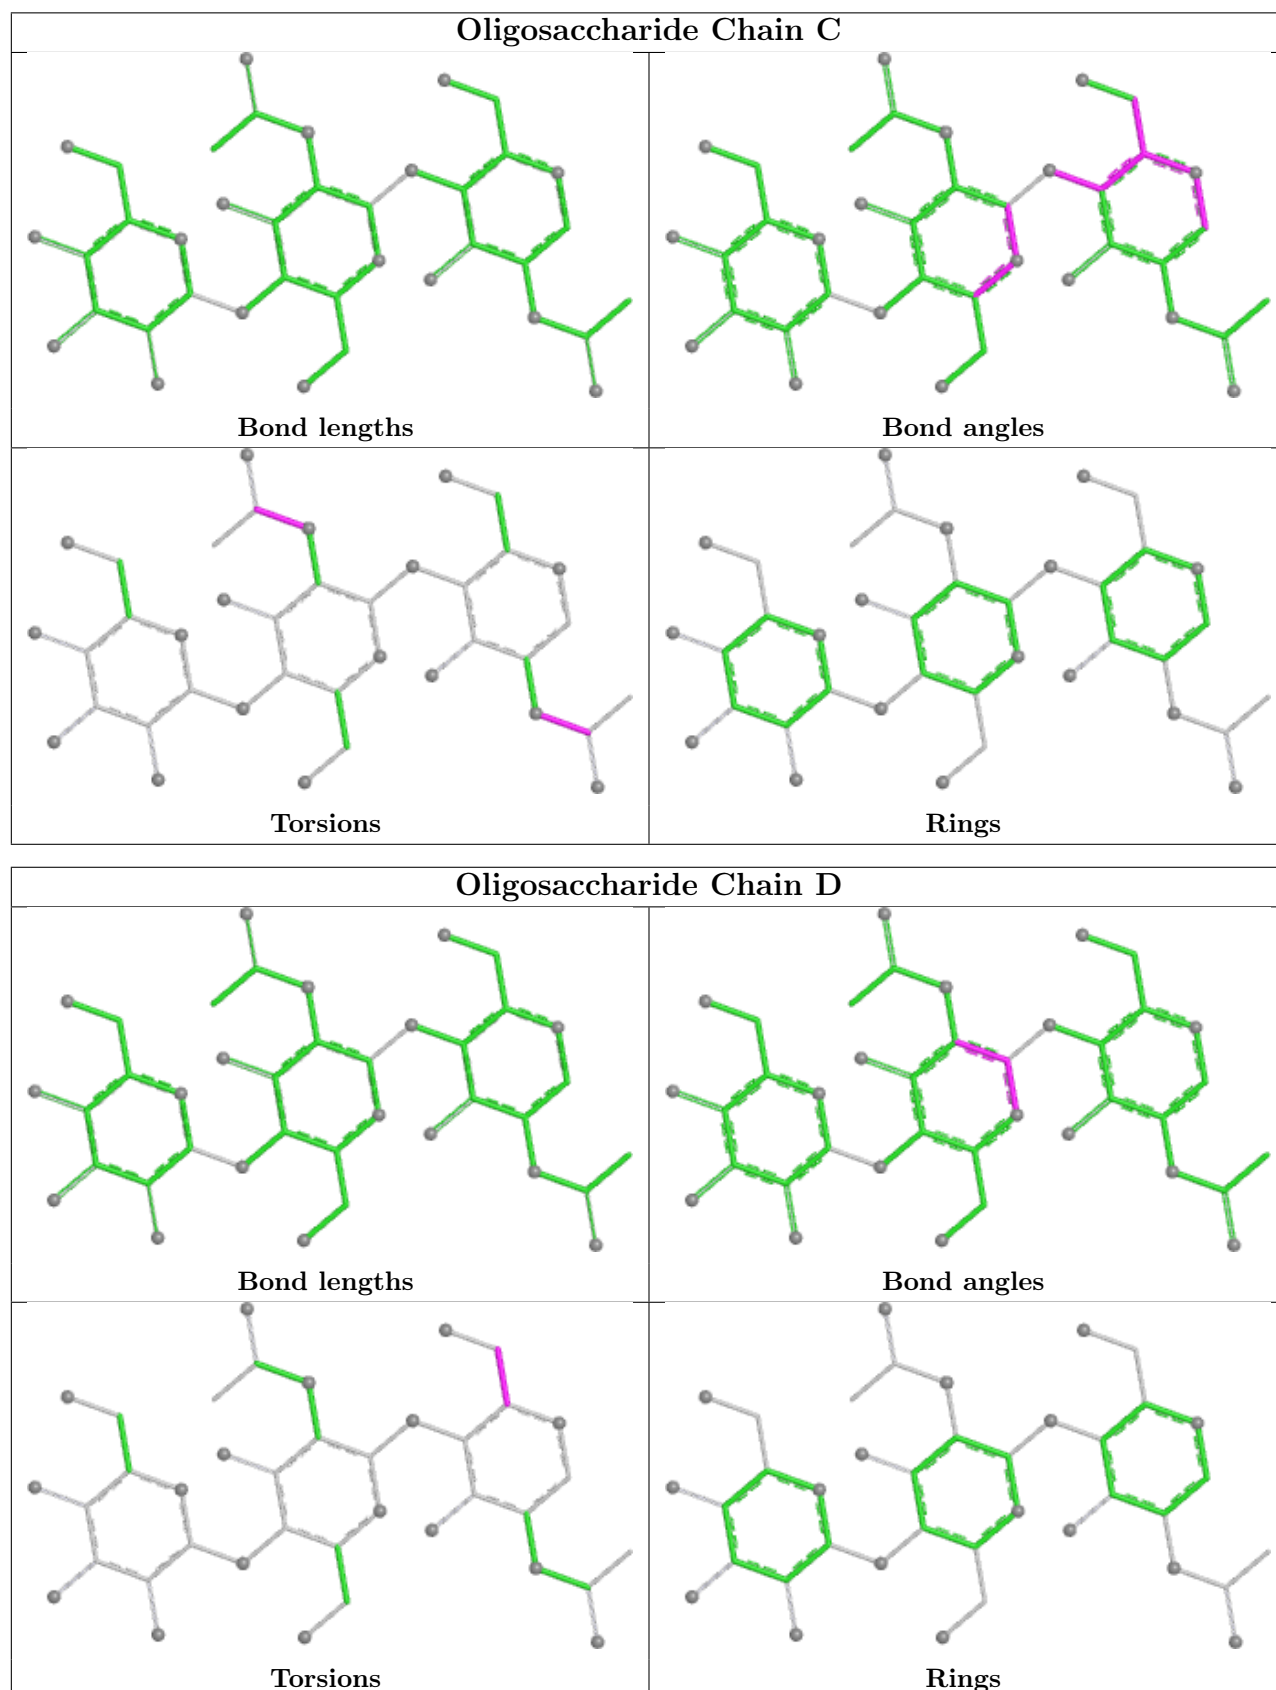 Oligosaccharide Chain C
Bond lengths
Bond angles
Torsions
Rings
Oligosaccharide Chain D
Bond lengths
Bond angles
Torsions
Rings